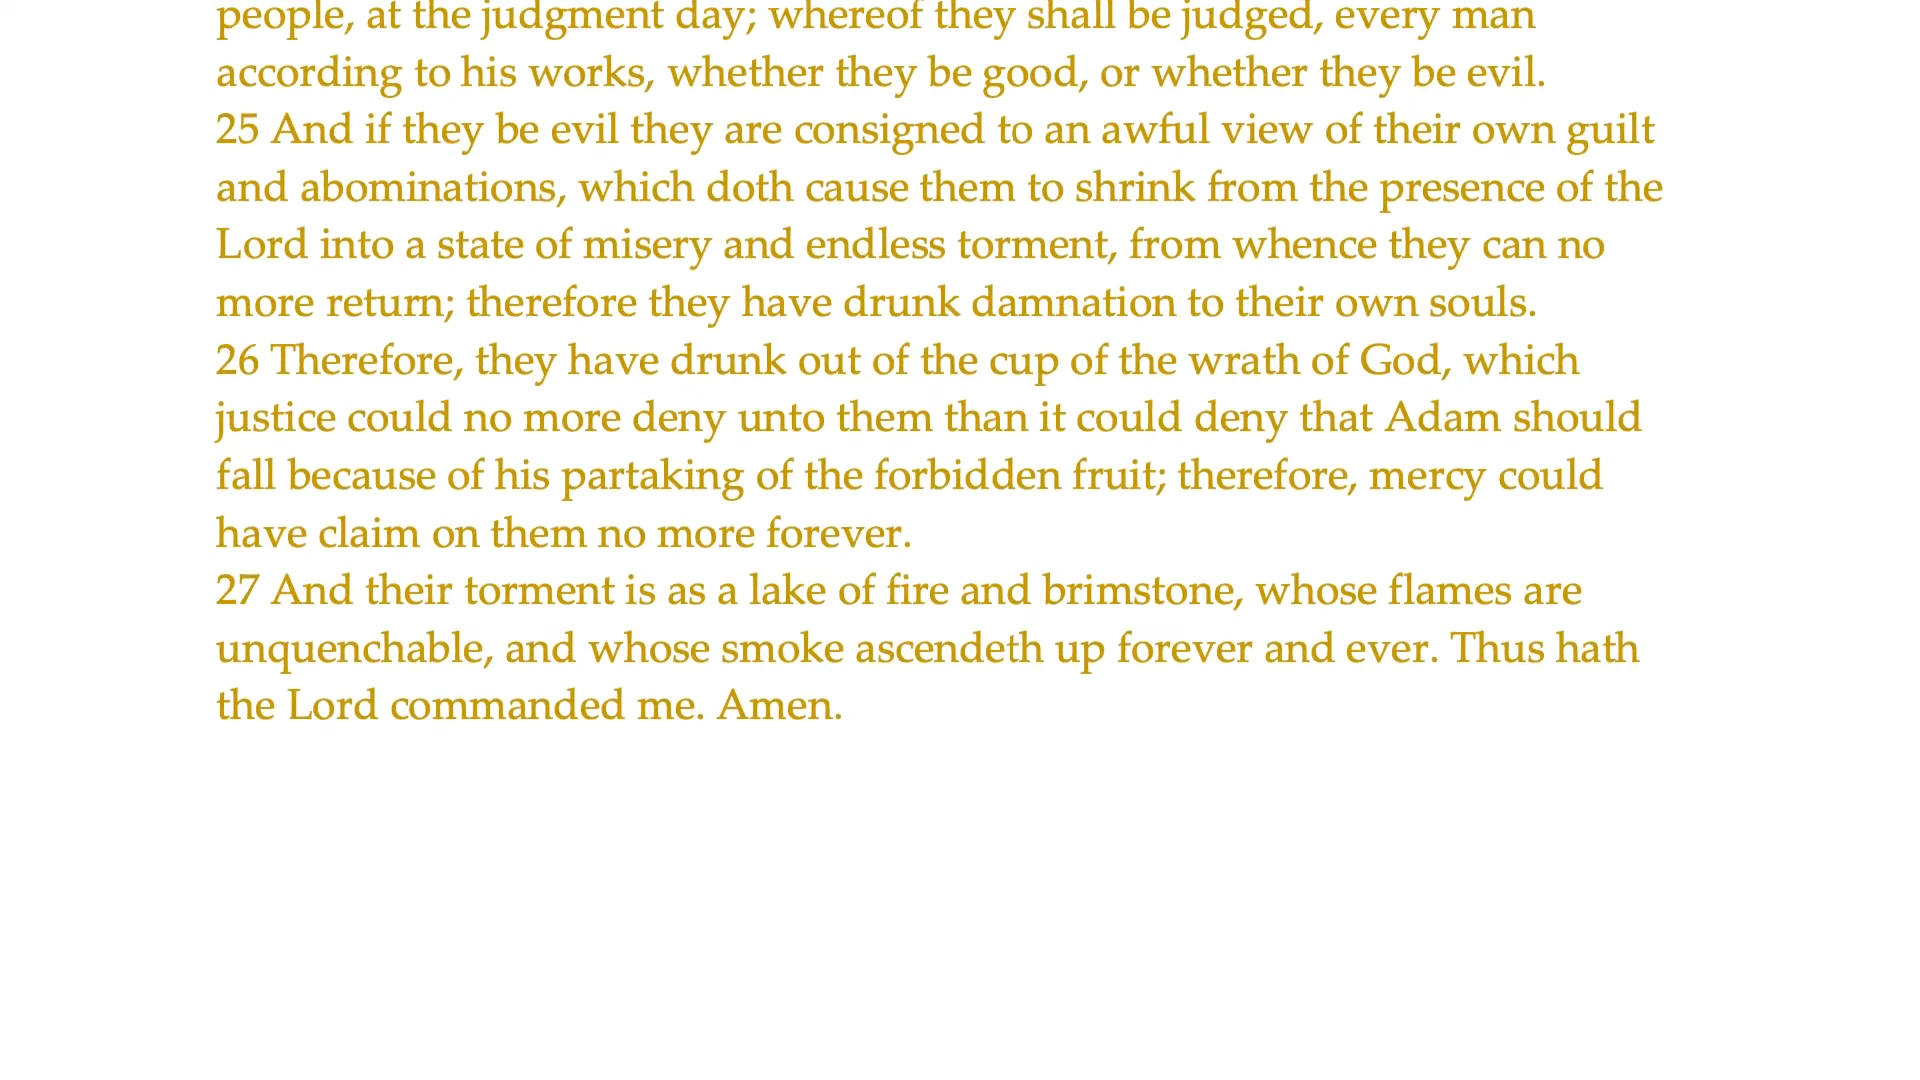 people, at the judgment day; whereof they shall be judged, every man
according to his works, whether they be good, or whether they be evil.
25 And if they be evil they are consigned to an awful view of their own guilt
and abominations, which doth cause them to shrink from the presence of the
Lord into a state of misery and endless torment, from whence they can no
more return; therefore they have drunk damnation to their own souls.
26 Therefore, they have drunk out of the cup of the wrath of God, which
justice could no more deny unto them than it could deny that Adam should
fall because of his partaking of the forbidden fruit; therefore, mercy could
have claim on them no more forever.
27 And their torment is as a lake of fire and brimstone, whose flames are
unquenchable, and whose smoke ascendeth up forever and ever. Thus hath
the Lord commanded me. Amen.